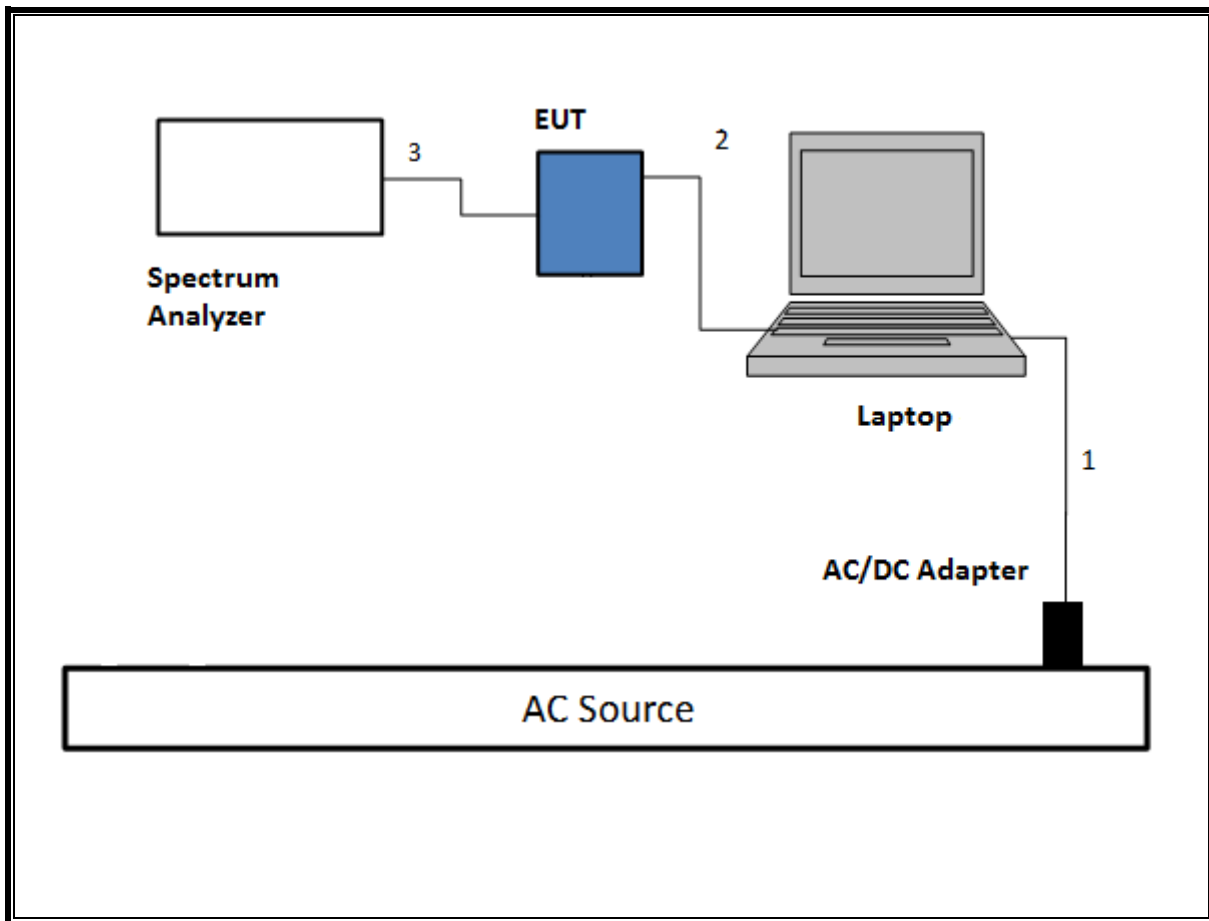 EUT
3
2
Spectrum
Analyzer
Laptop
1
AC/DC Adapter
AC Source